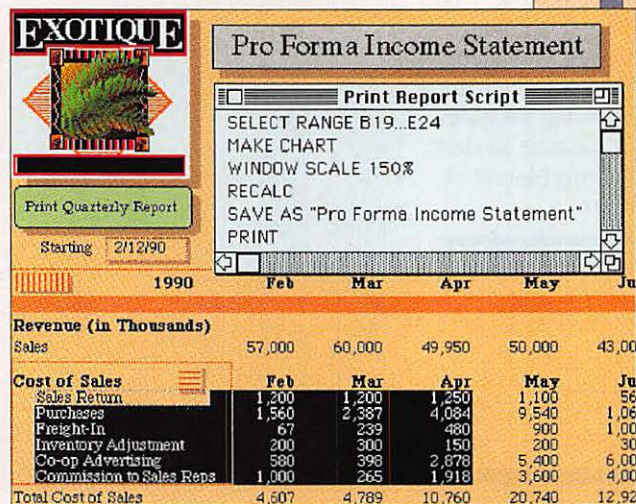 EXOTIQUE
Pro Forma Income Statement
Print Report Script
SELECT RANGE B19...E24
MAKE CHART
WINDOW SCALE 150%
RECALC
SAVE AS "Pro Forma Income Statement"
PRINT
Print Quarterly Report
Starting 2/12/90
1990 Feb Mar Apr May
Revenue (in Thousands)
Sales 57,000 60,000 49,950 50,000
Cost of Sales Feb Mar Apr May
Sales Return 1,200 1,200 1,250 1,100
Purchases 1,560 2,387 4,084 9,540
Freight-In 67 239 480 900
Inventory Adjustment 200 300 150 200
Co-op Advertising 580 398 2,878 5,400
Commission to Sales Reps 1,000 265 1,918 3,600
Total Cost of Sales 4,607 4,789 10,760 20,740